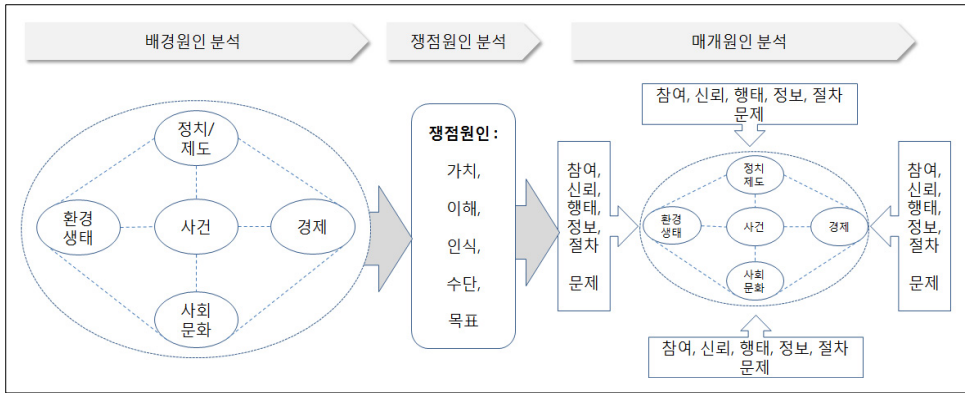 배경원인 분석
쟁점원인 분석
매개원인 분석
정치/
제도
환경
생태
사건
경제
사회
문화
쟁점원인 :
가치,
이해,
인식,
수단,
목표
참여, 신뢰, 행태, 정보, 절차
문제
참여,
신뢰,
행태,
정보,
절차
문제
정치
제도
환경
생태
사건
경제
사회
문화
참여,
신뢰,
행태,
정보,
절차
문제
참여, 신뢰, 행태, 정보, 절차
문제